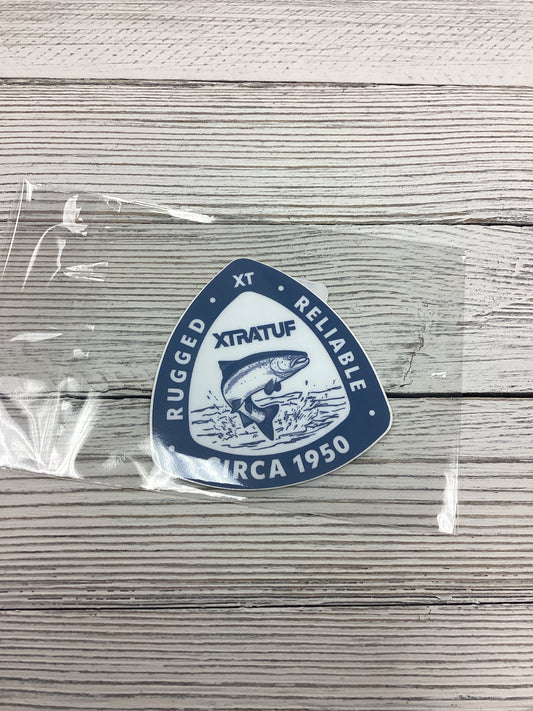 XT
RUGGED • RELIABLE
XTRATUF
CIRCA 1950